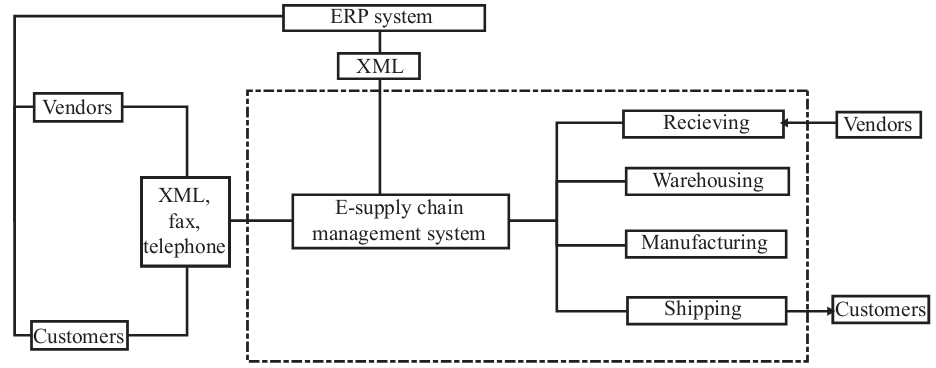 ERP system
XML
Vendors
XML,
fax,
telephone
Customers
E-supply chain
management system
Recieving
Warehousing
Manufacturing
Shipping
Vendors
Customers